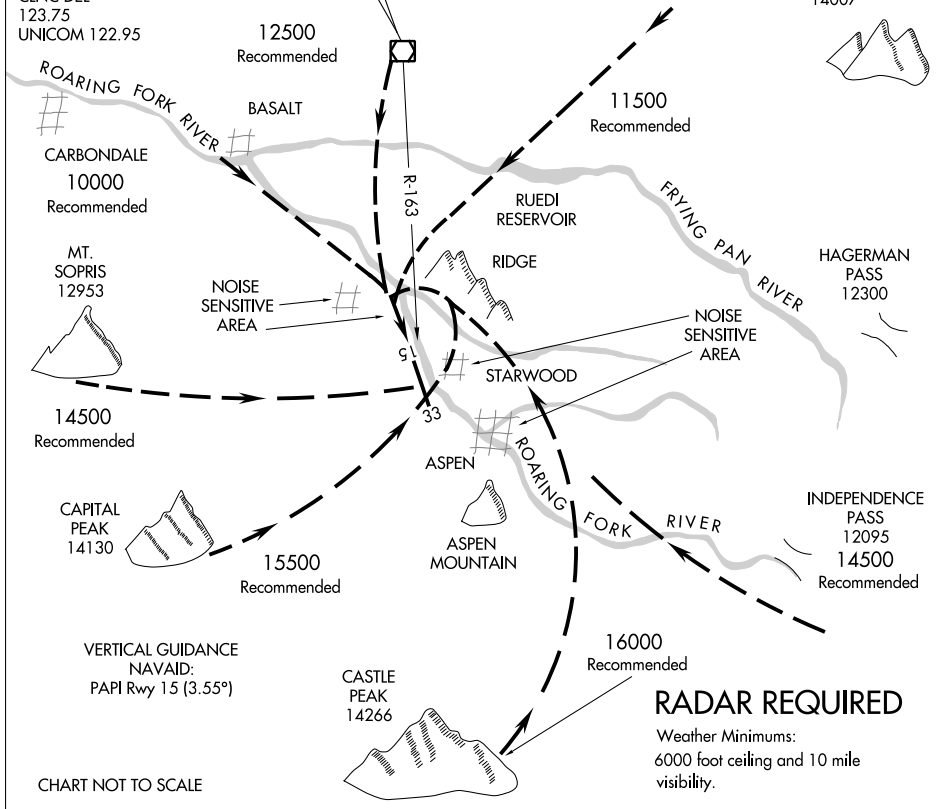 123.75
UNICOM 122.95
12500
Recommended
ROARING FORK RIVER
BASALT
11500
Recommended
CARBONDALE
10000
Recommended
R-163
RUEDI
RESERVOIR
FRYING PAN RIVER
MT.
SOPRIS
12953
NOISE
SENSITIVE
AREA
RIDGE
HAGERMAN
PASS
12300
NOISE
SENSITIVE
AREA
15
STARWOOD
33
14500
Recommended
ASPEN
ROARING FORK RIVER
CAPITAL
PEAK
14130
15500
Recommended
ASPEN
MOUNTAIN
INDEPENDENCE
PASS
12095
14500
Recommended
VERTICAL GUIDANCE
NAVAID:
PAPI Rwy 15 (3.55°)
16000
Recommended
CASTLE
PEAK
14266
RADAR REQUIRED
Weather Minimums:
6000 foot ceiling and 10 mile
visibility.
CHART NOT TO SCALE